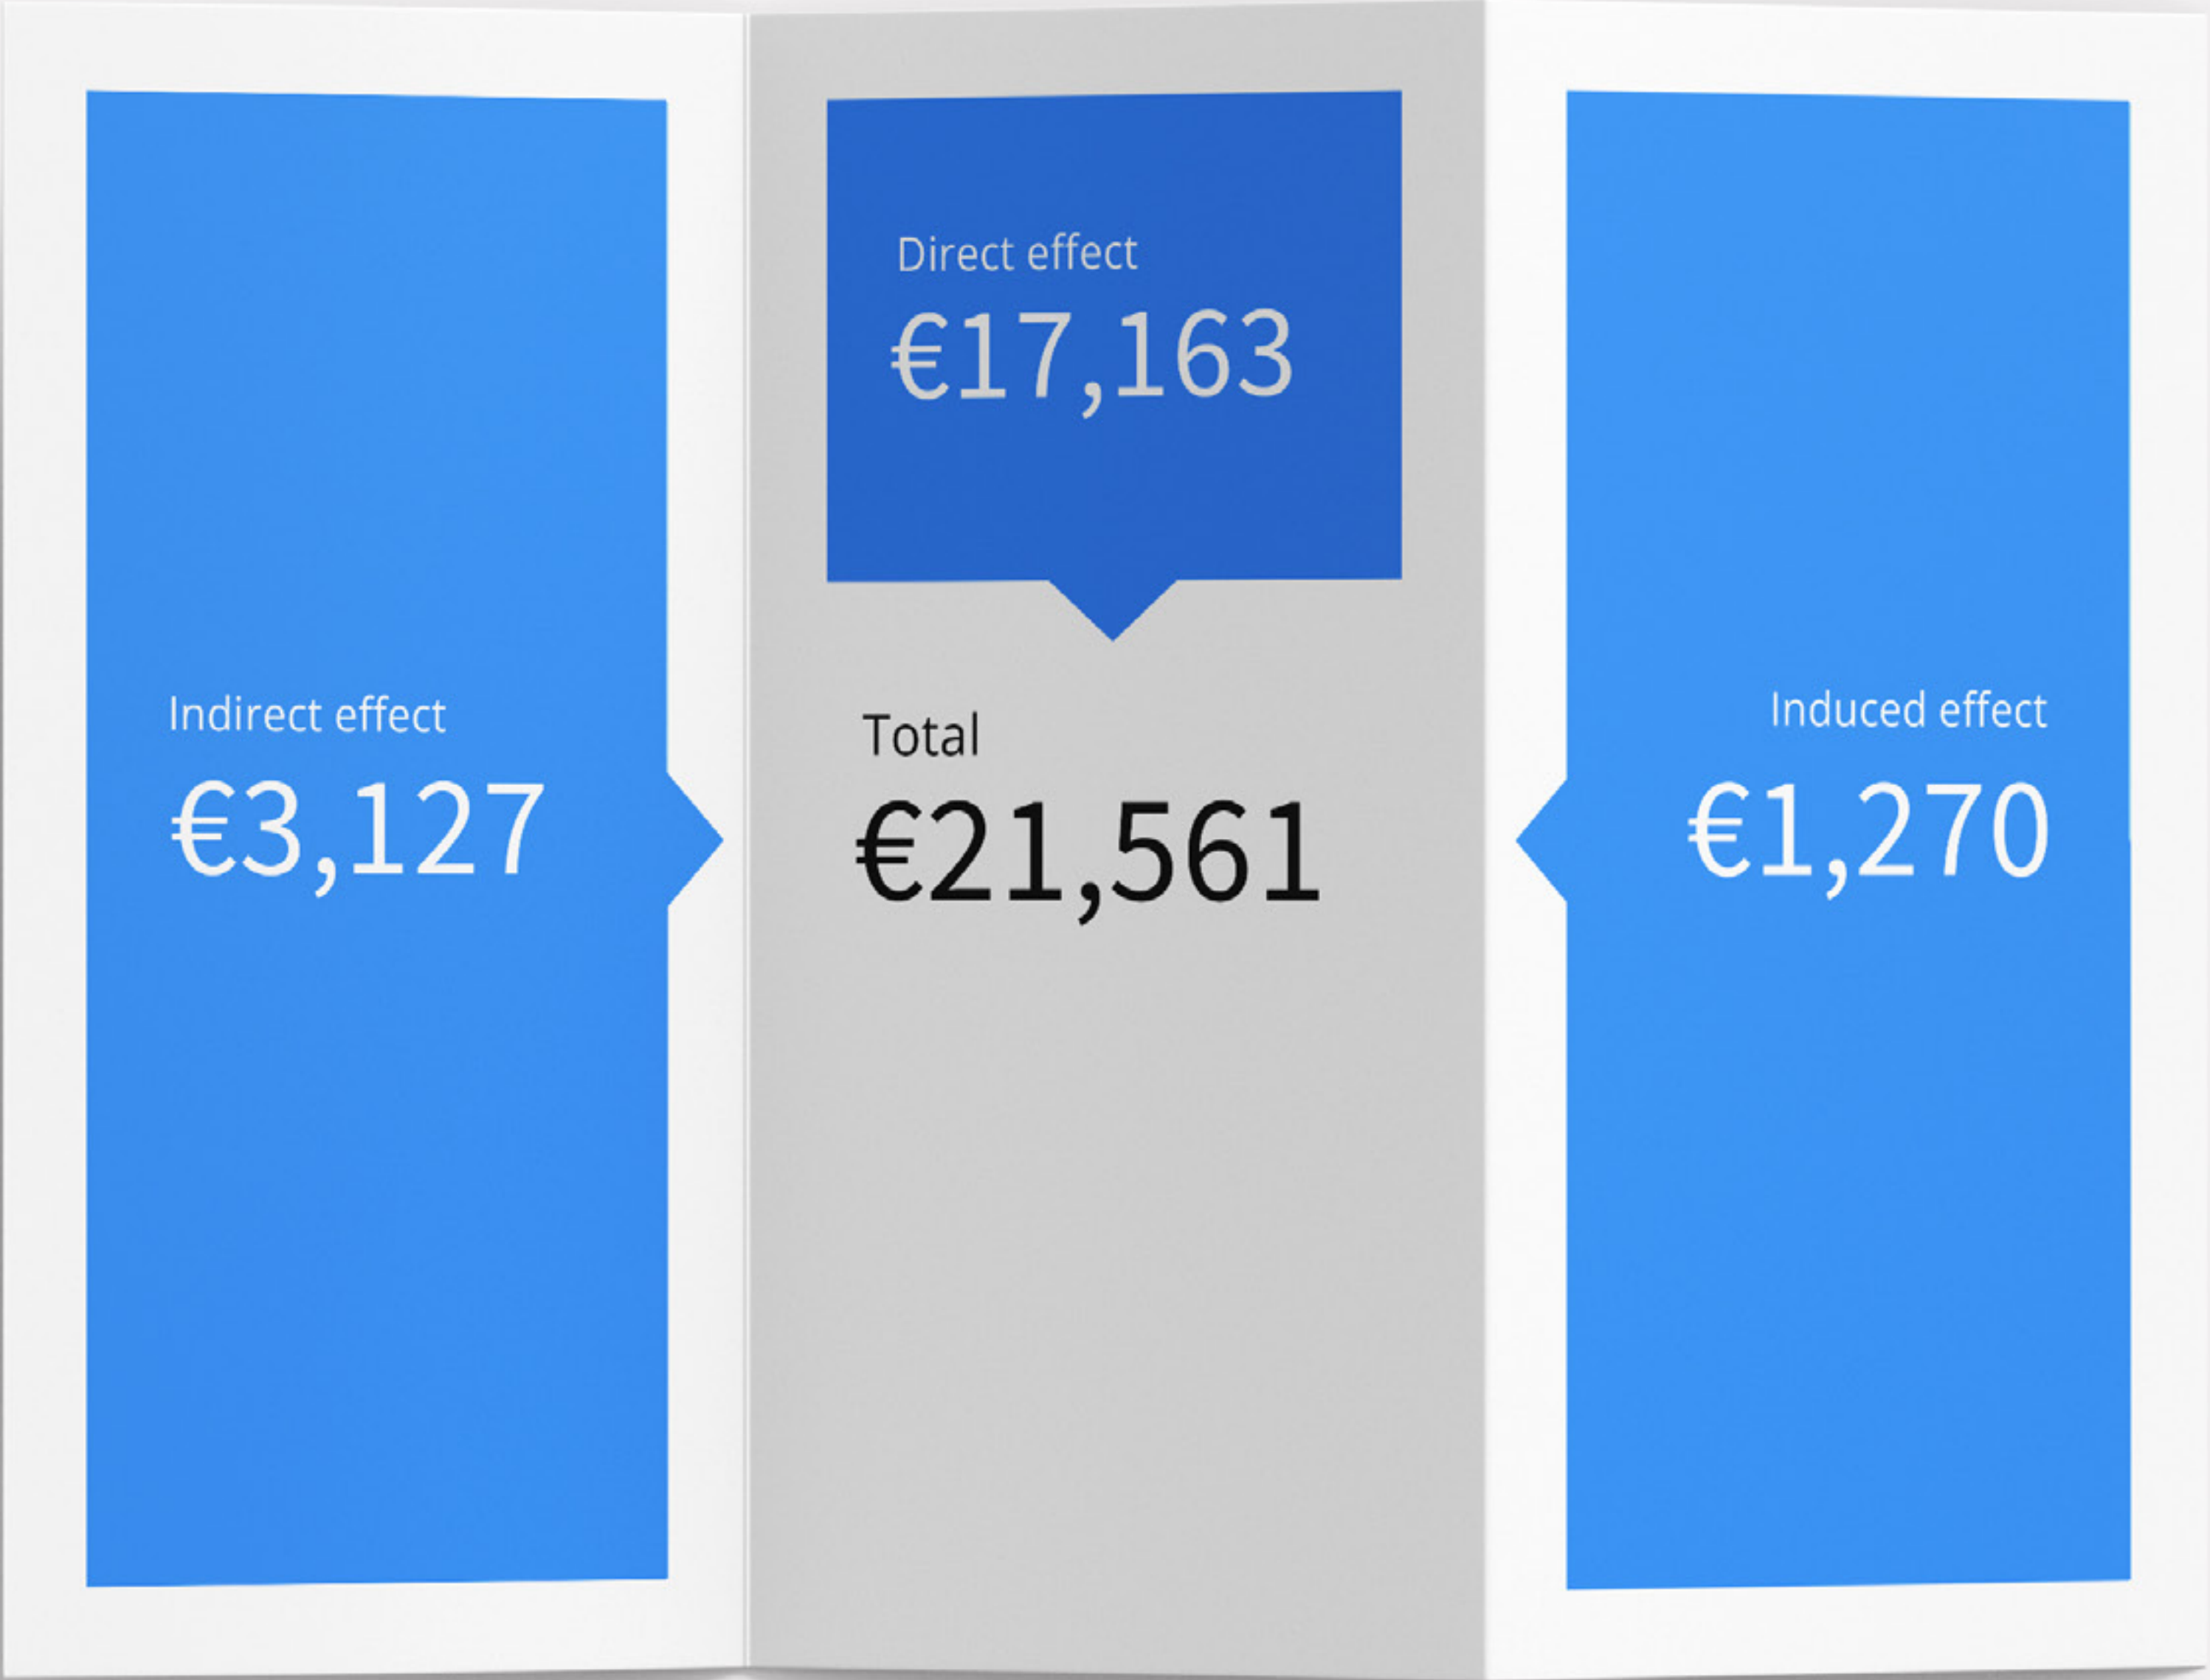 Indirect effect
€3,127
Direct effect
€17,163
Total
€21,561
Induced effect
€1,270